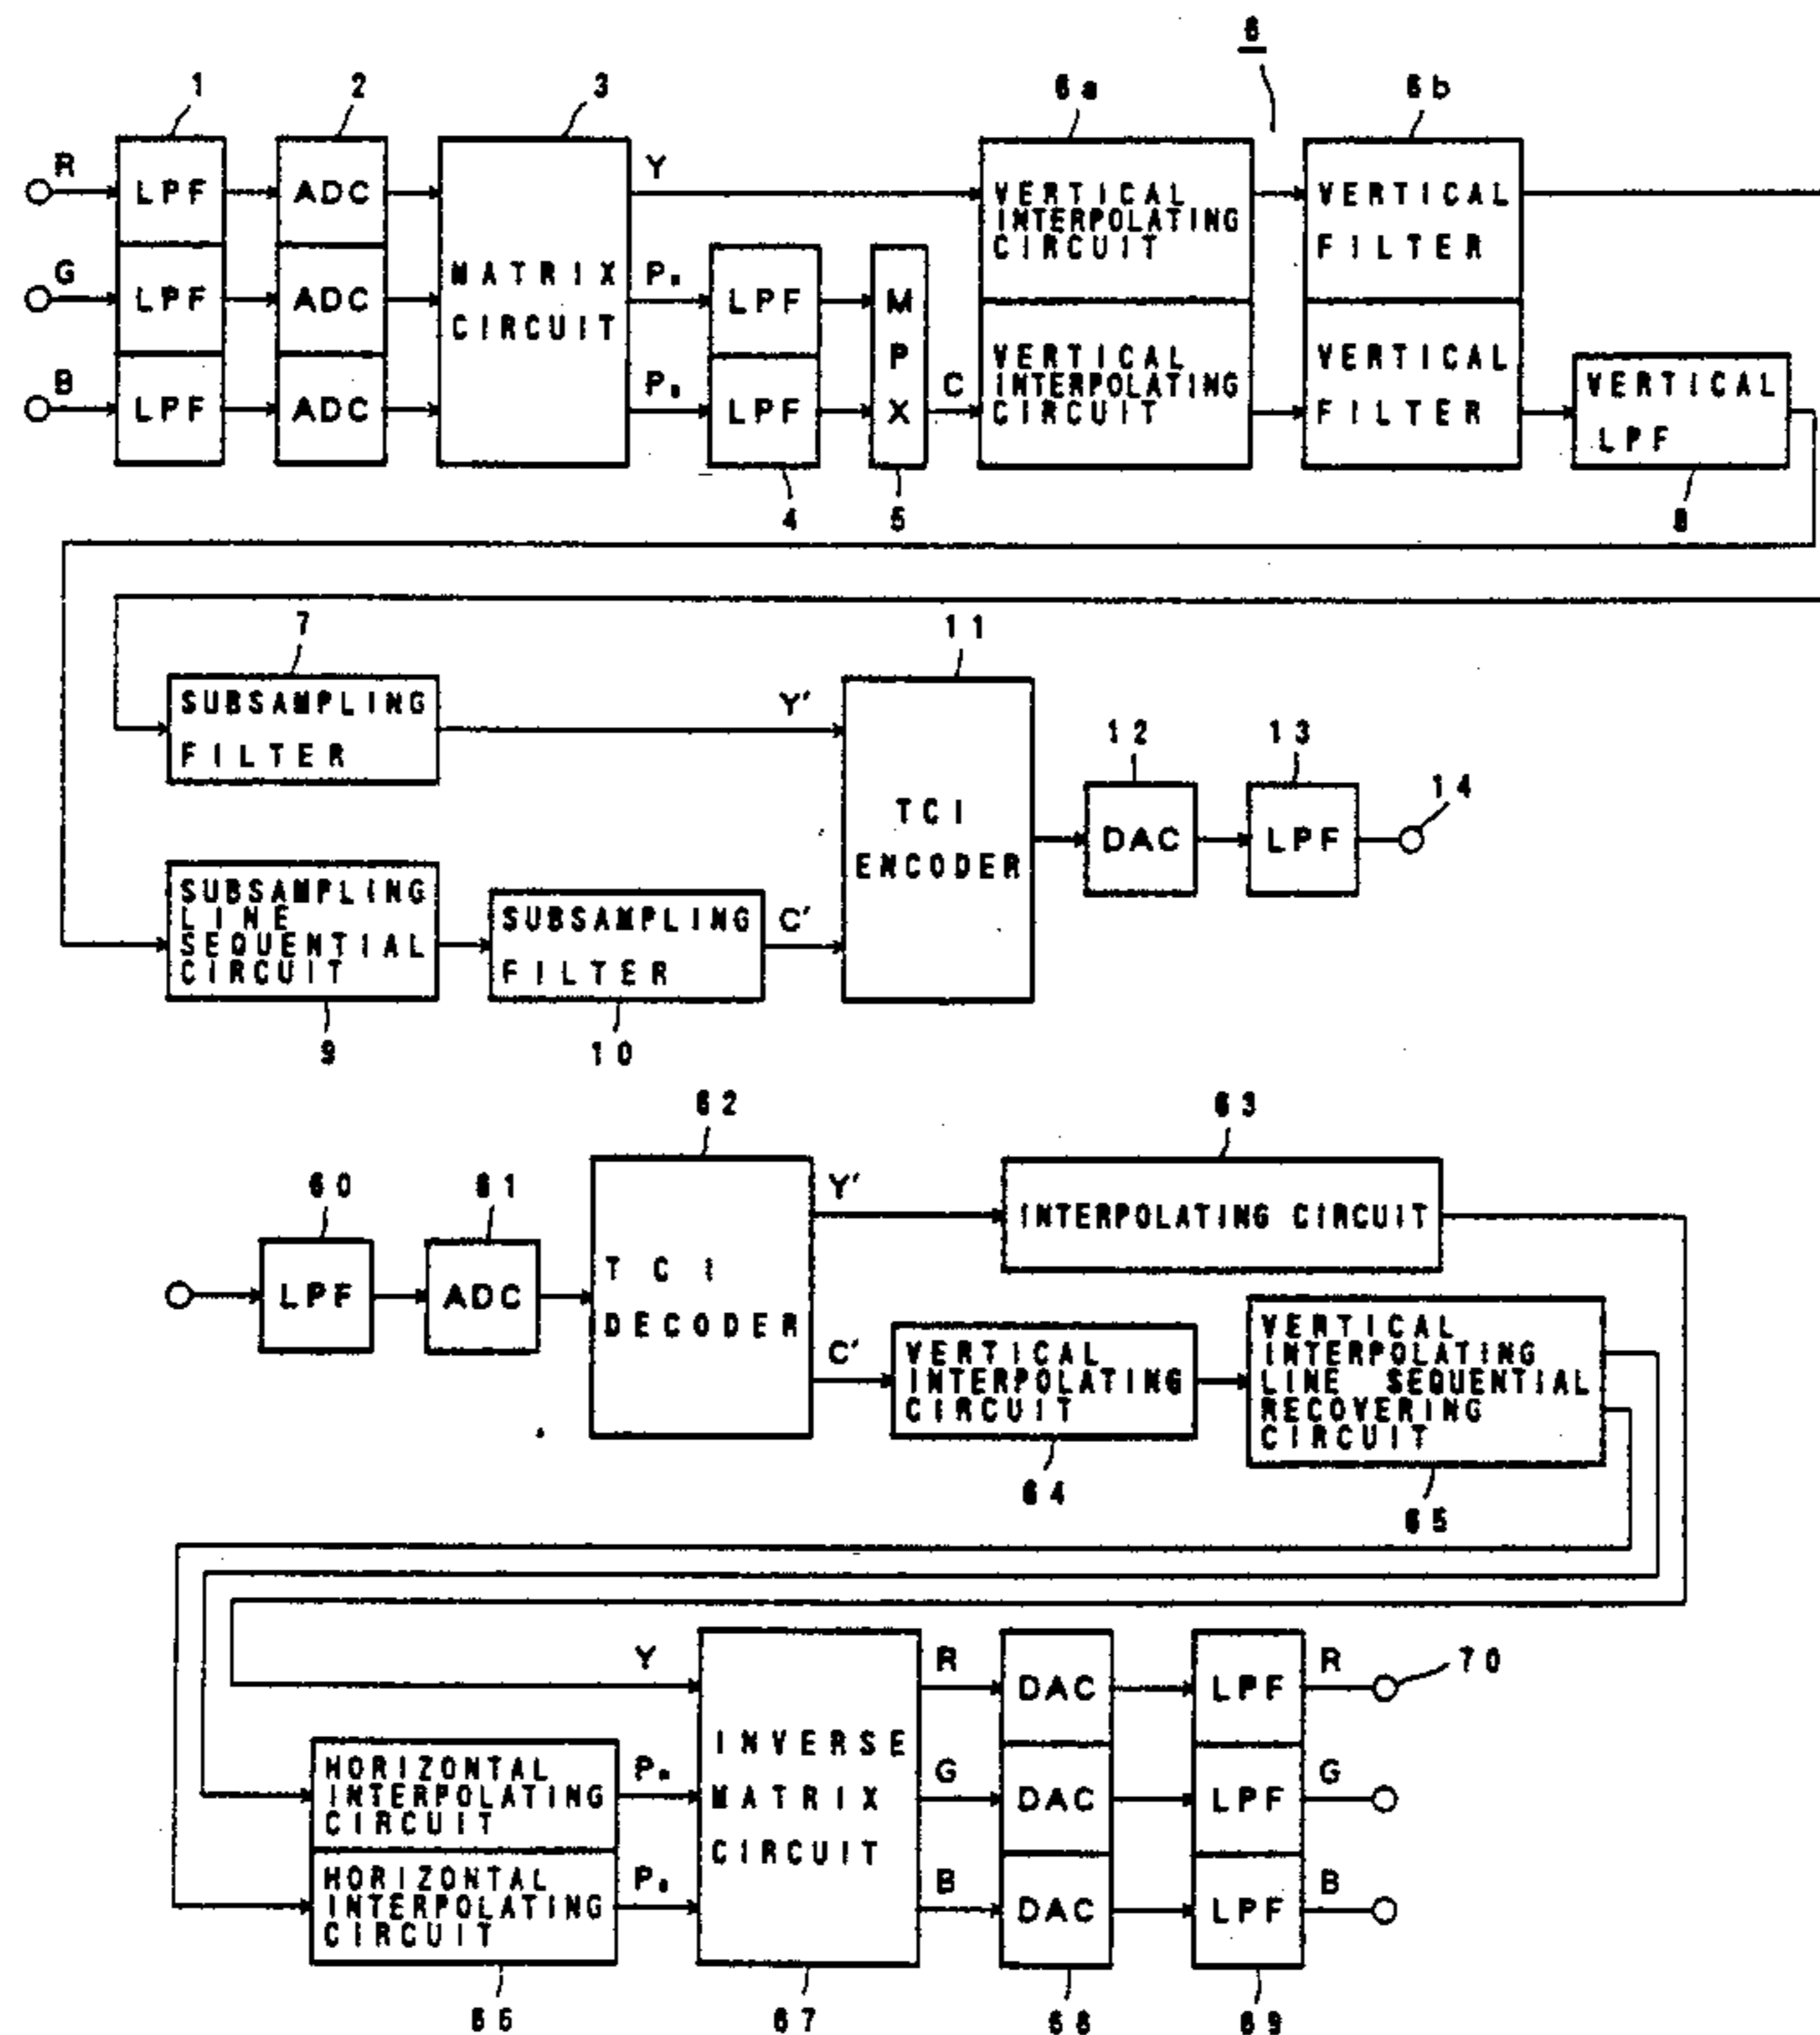 6
1 2 3 6a 6b
R LPF ADC
MATRIX
CIRCUIT
Y
VERTICAL
INTERPOLATING
CIRCUIT
VERTICAL
FILTER
G LPF ADC
P LPF
M
P
X
B LPF ADC
P LPF
C
VERTICAL
INTERPOLATING
CIRCUIT
VERTICAL
FILTER
VERTICAL
LPF
4 5 8
7 11
SUBSAMPLING
FILTER
Y'
TCI
ENCODER
12 13 14
DAC LPF
SUBSAMPLING
LINE
SEQUENTIAL
CIRCUIT
SUBSAMPLING
FILTER
C'
9 10
62 63
60 61
LPF ADC
TCI
DECODER
Y'
INTERPOLATING CIRCUIT
C'
VERTICAL
INTERPOLATING
CIRCUIT
VERTICAL
INTERPOLATING
LINE SEQUENTIAL
RECOVERING
CIRCUIT
64 65
Y
INVERSE
MATRIX
CIRCUIT
R DAC LPF R 70
HORIZONTAL
INTERPOLATING
CIRCUIT
P
G DAC LPF G
HORIZONTAL
INTERPOLATING
CIRCUIT
P
B DAC LPF B
66 67 68 69